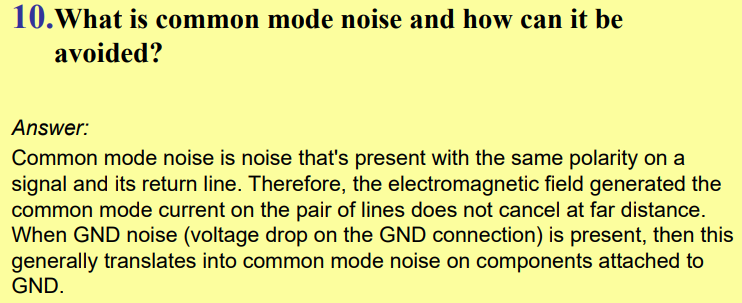 10.What is common mode noise and how can it be
avoided?
Answer:
Common mode noise is noise that's present with the same polarity on a
signal and its return line. Therefore, the electromagnetic field generated the
common mode current on the pair of lines does not cancel at far distance.
When GND noise (voltage drop on the GND connection) is present, then this
generally translates into common mode noise on components attached to
GND.